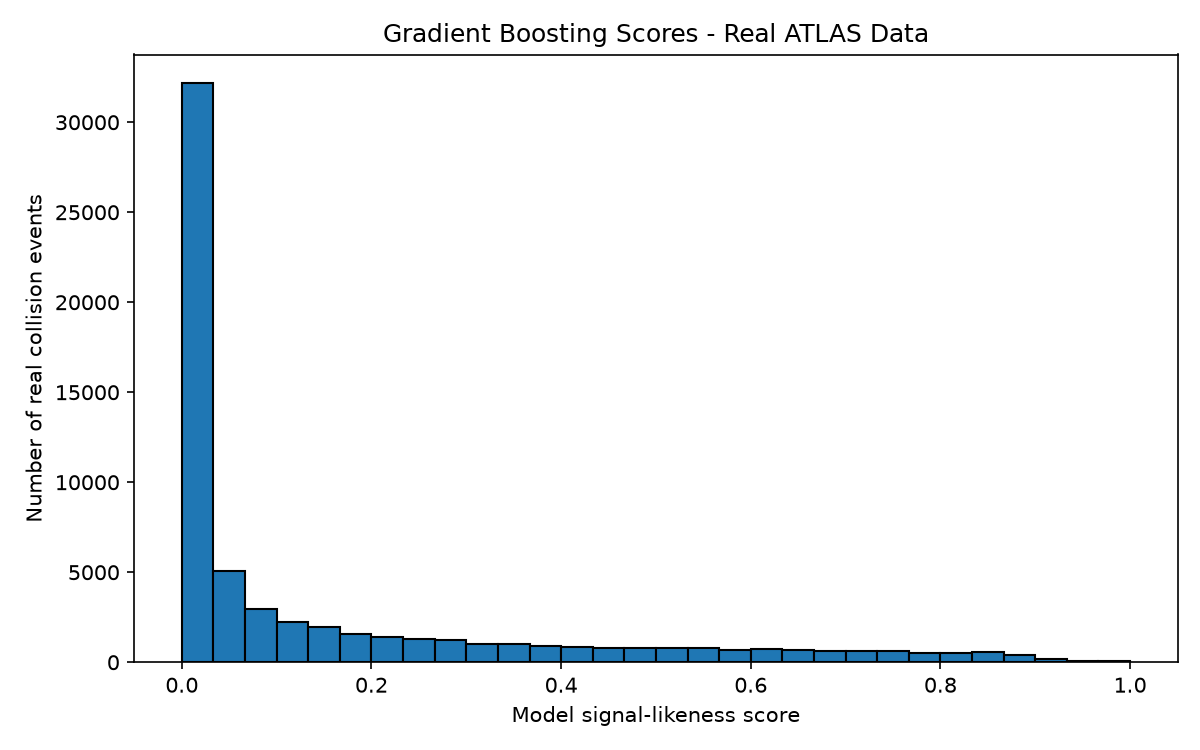 Gradient Boosting Scores - Real ATLAS Data
Number of real collision events
30000
25000
20000
15000
10000
5000
0
0.0 0.2 0.4 0.6 0.8 1.0
Model signal-likeness score